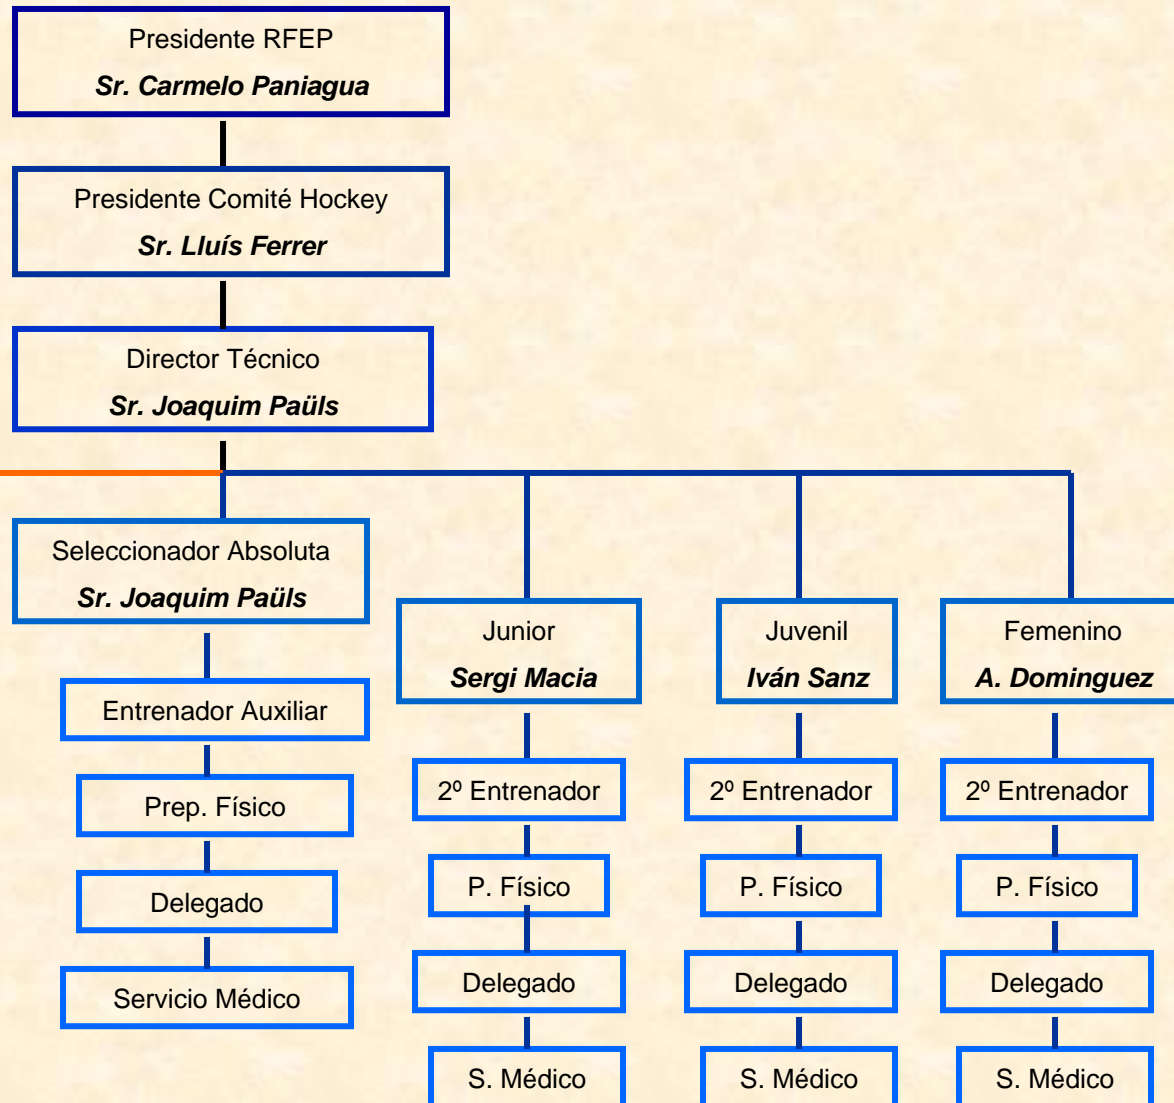 Presidente RFEP
Sr. Carmelo Paniagua
Presidente Comité Hockey
Sr. Lluís Ferrer
Director Técnico
Sr. Joaquim Paüls
Seleccionador Absoluta
Sr. Joaquim Paüls
Entrenador Auxiliar
Prep. Físico
Delegado
Servicio Médico
Junior
Sergi Macia
2º Entrenador
P. Físico
Delegado
S. Médico
Juvenil
Iván Sanz
2º Entrenador
P. Físico
Delegado
S. Médico
Femenino
A. Dominguez
2º Entrenador
P. Físico
Delegado
S. Médico